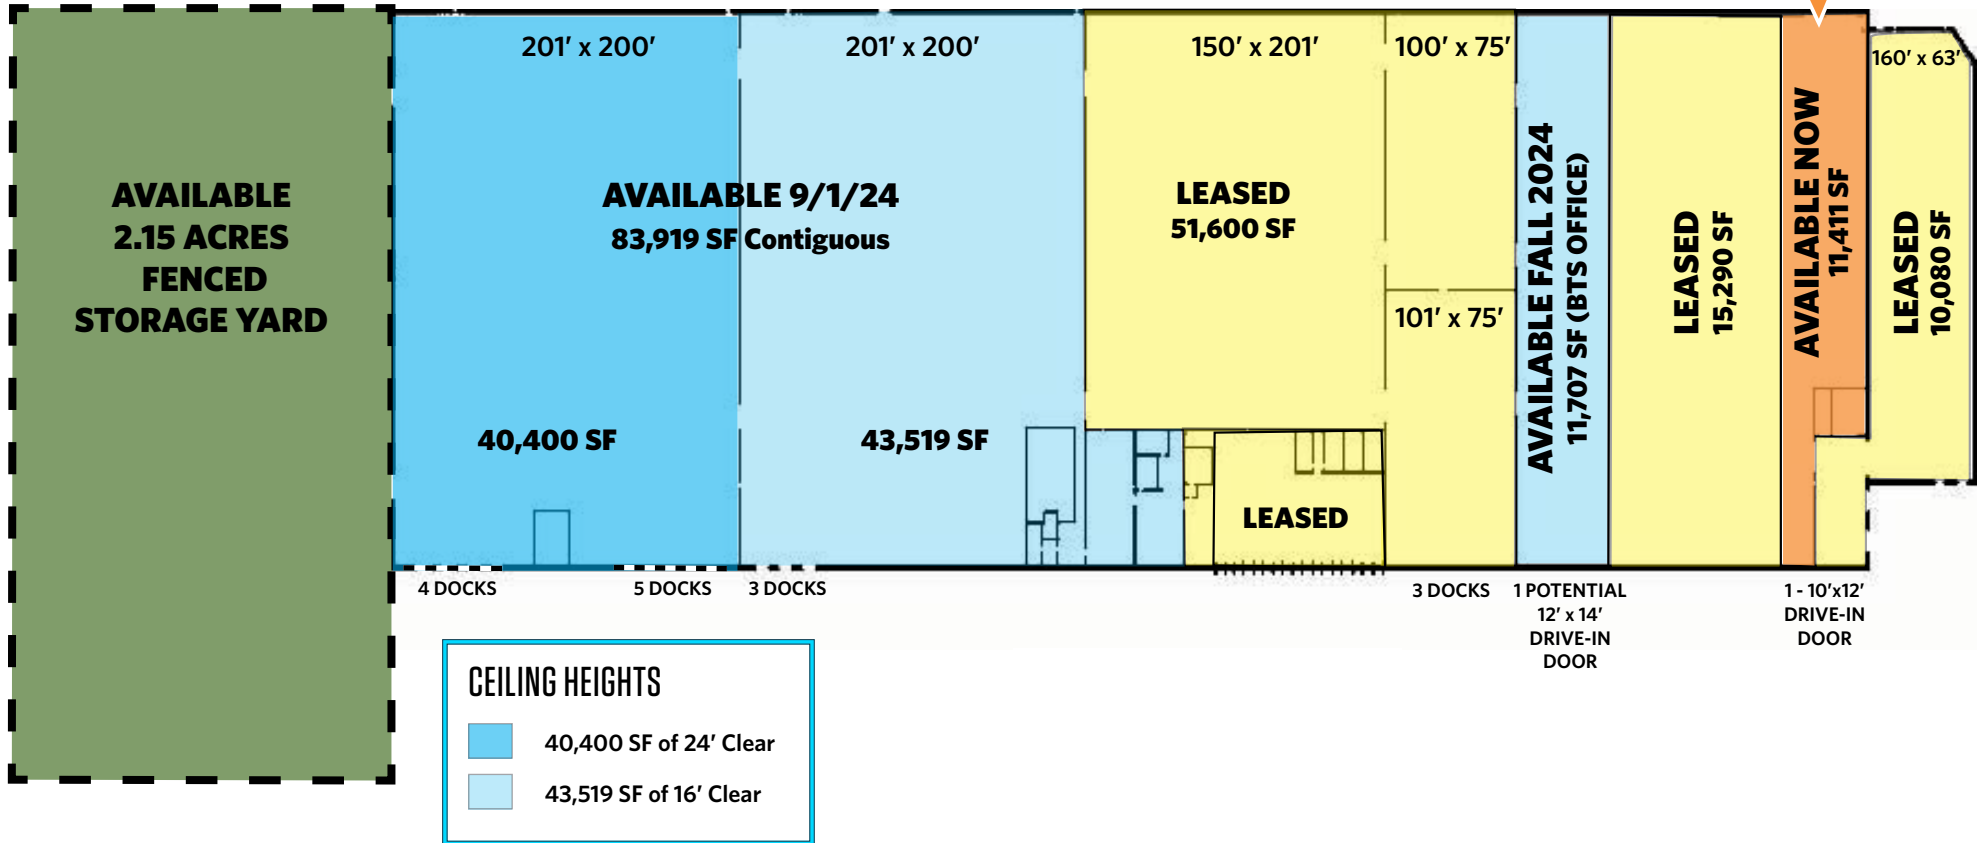 201' x 200'
201' x 200'
150' x 201'
100' x 75'
160' x 63'
AVAILABLE
2.15 ACRES
FENCED
STORAGE YARD
AVAILABLE 9/1/24
83,919 SF Contiguous
40,400 SF
43,519 SF
LEASED
51,600 SF
101' x 75'
LEASED
AVAILABLE FALL 2024
11,707 SF (BTS OFFICE)
LEASED
15,290 SF
AVAILABLE NOW
11,411 SF
LEASED
10,080 SF
4 DOCKS
5 DOCKS
3 DOCKS
3 DOCKS
1 POTENTIAL
12' x 14'
DRIVE-IN
DOOR
1 - 10'x12'
DRIVE-IN
DOOR
CEILING HEIGHTS
40,400 SF of 24' Clear
43,519 SF of 16' Clear